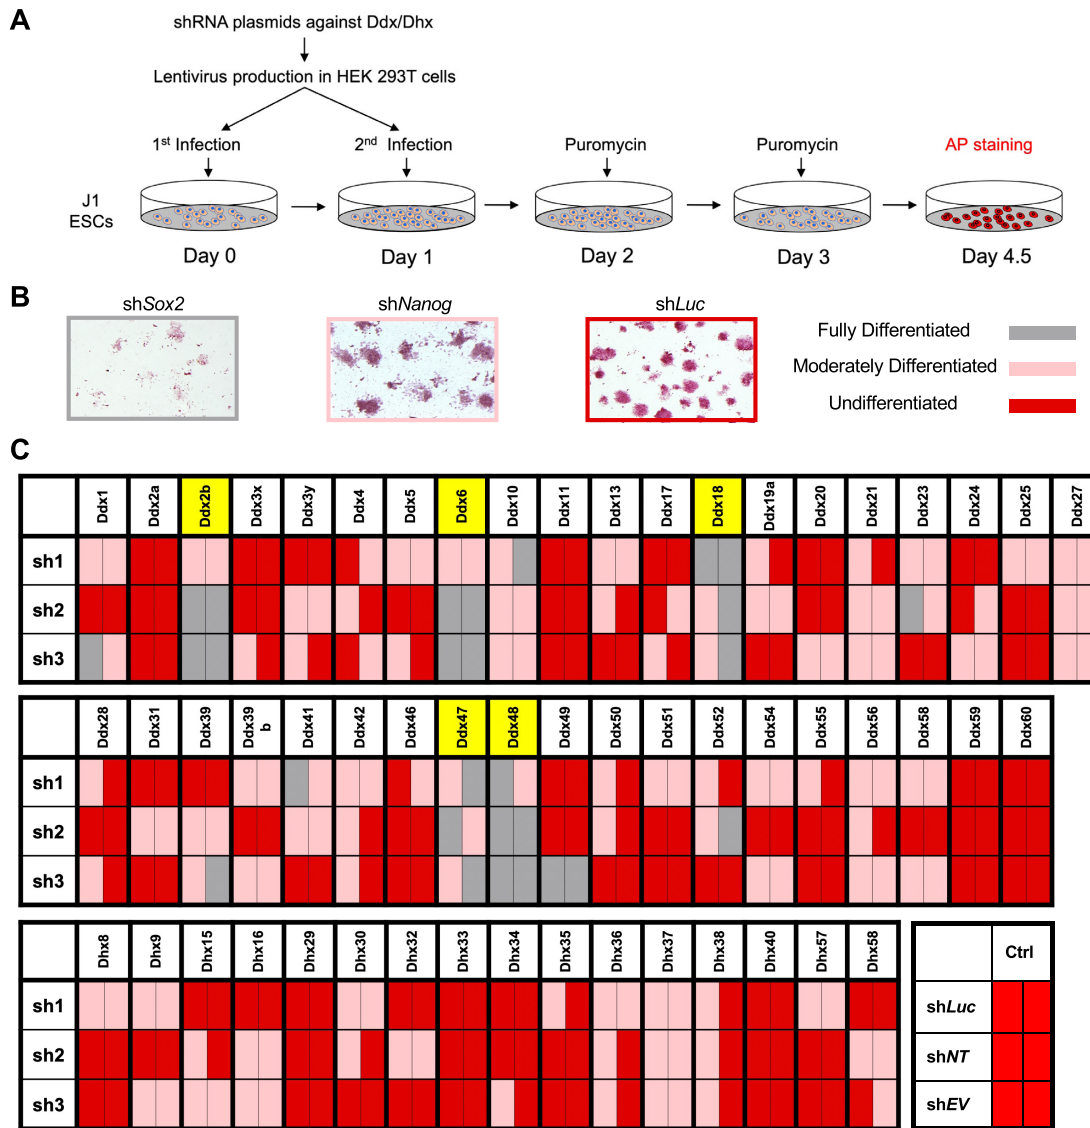 A
shRNA plasmids against Ddx/Dhx
Lentivirus production in HEK 293T cells
1st Infection
2nd Infection
Puromycin
Puromycin
AP staining
J1
ESCs
Day 0
Day 1
Day 2
Day 3
Day 4.5
B
shSox2
shNanog
shLuc
Fully Differentiated
Moderately Differentiated
Undifferentiated
C
Ddx1 Ddx2a Ddx2b Ddx3x Ddx3y Ddx4 Ddx5 Ddx6 Ddx10 Ddx11 Ddx13 Ddx17 Ddx18 Ddx19a Ddx20 Ddx21 Ddx23 Ddx24 Ddx25 Ddx27
sh1
sh2
sh3
Ddx28 Ddx31 Ddx39 Ddx39b Ddx41 Ddx42 Ddx46 Ddx47 Ddx48 Ddx49 Ddx50 Ddx51 Ddx52 Ddx54 Ddx55 Ddx56 Ddx58 Ddx59 Ddx60
sh1
sh2
sh3
Dhx8 Dhx9 Dhx15 Dhx16 Dhx29 Dhx30 Dhx32 Dhx33 Dhx34 Dhx35 Dhx36 Dhx37 Dhx38 Dhx40 Dhx57 Dhx58
sh1
sh2
sh3
Ctrl
shLuc
shNT
shEV